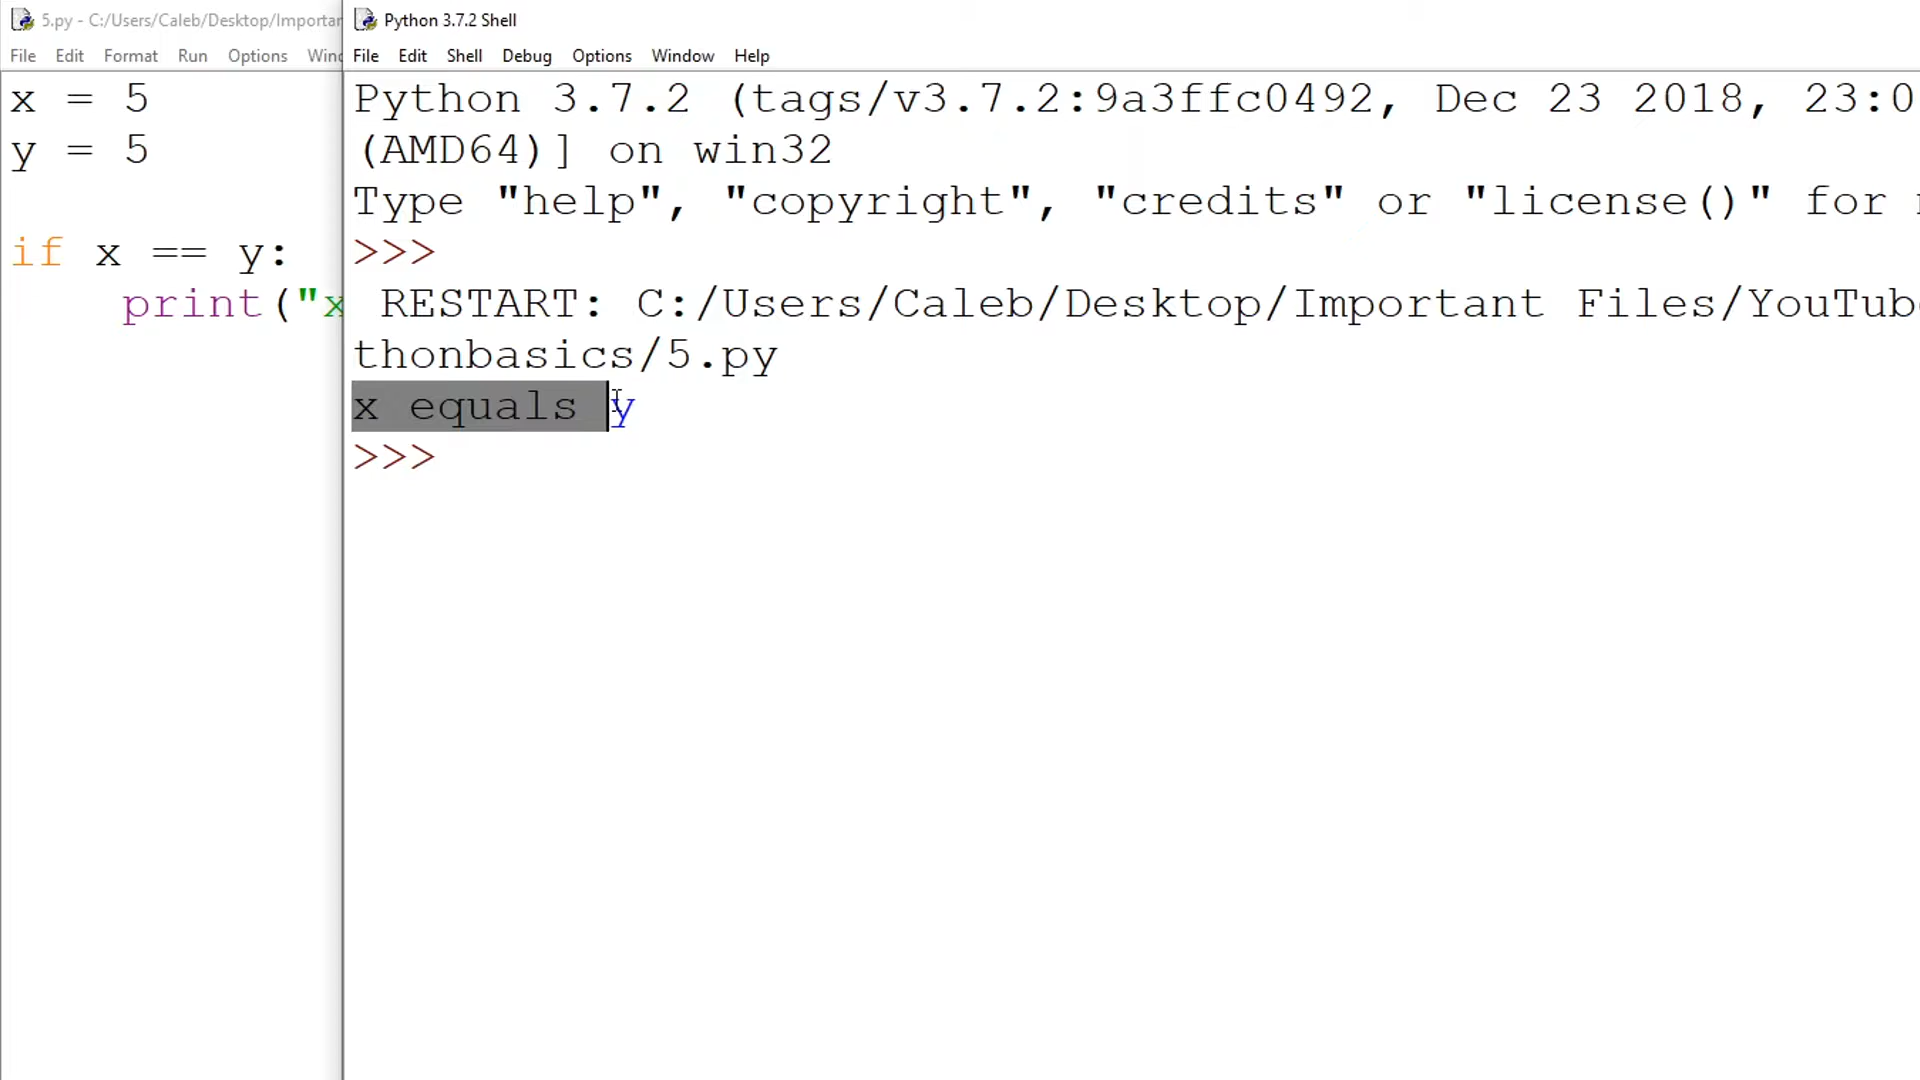 5.py - C:/Users/Caleb/Desktop/Importan
File Edit Format Run Options Wind
x = 5
y = 5
if x == y:
print("x
Python 3.7.2 Shell
File Edit Shell Debug Options Window Help
Python 3.7.2 (tags/v3.7.2:9a3ffc0492, Dec 23 2018, 23:0
(AMD64)] on win32
Type "help", "copyright", "credits" or "license()" for
>>>
RESTART: C:/Users/Caleb/Desktop/Important Files/YouTub
thonbasics/5.py
x equals y
>>>